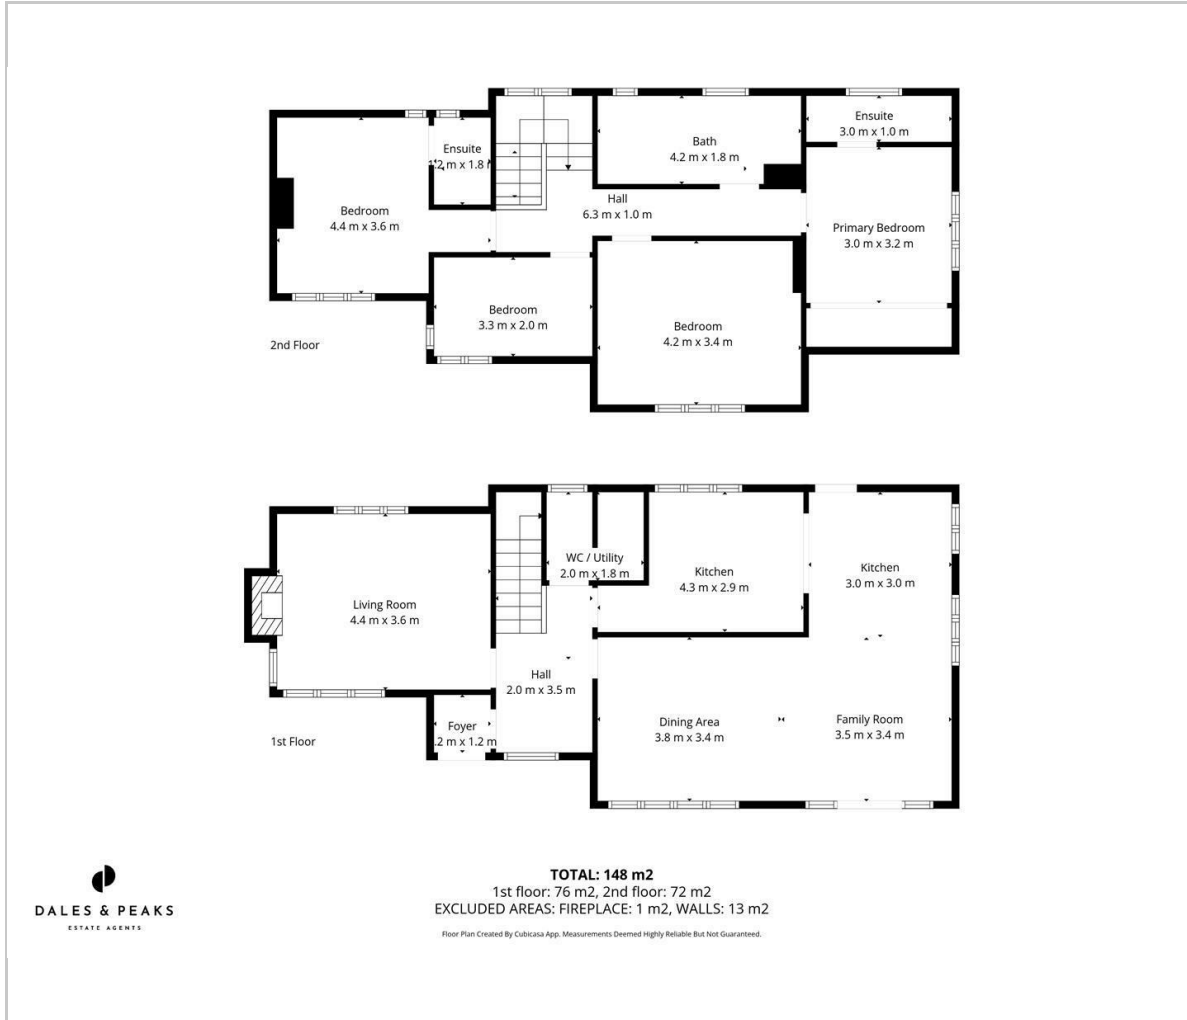 Ensuite
3.0 m x 1.0 m
Bath
4.2 m x 1.8 m
Ensuite
.2 m x 1.8 m
Hall
6.3 m x 1.0 m
Bedroom
4.4 m x 3.6 m
Primary Bedroom
3.0 m x 3.2 m
Bedroom
3.3 m x 2.0 m
Bedroom
4.2 m x 3.4 m
2nd Floor
WC / Utility
2.0 m x 1.8 m
Kitchen
4.3 m x 2.9 m
Kitchen
3.0 m x 3.0 m
Living Room
4.4 m x 3.6 m
Hall
2.0 m x 3.5 m
Foyer
.2 m x 1.2 m
Dining Area
3.8 m x 3.4 m
Family Room
3.5 m x 3.4 m
1st Floor
TOTAL: 148 m2
1st floor: 76 m2, 2nd floor: 72 m2
EXCLUDED AREAS: FIREPLACE: 1 m2, WALLS: 13 m2
Floor Plan Created By Cubicasa App. Measurements Deemed Highly Reliable But Not Guaranteed.
DALES & PEAKS
ESTATE AGENTS